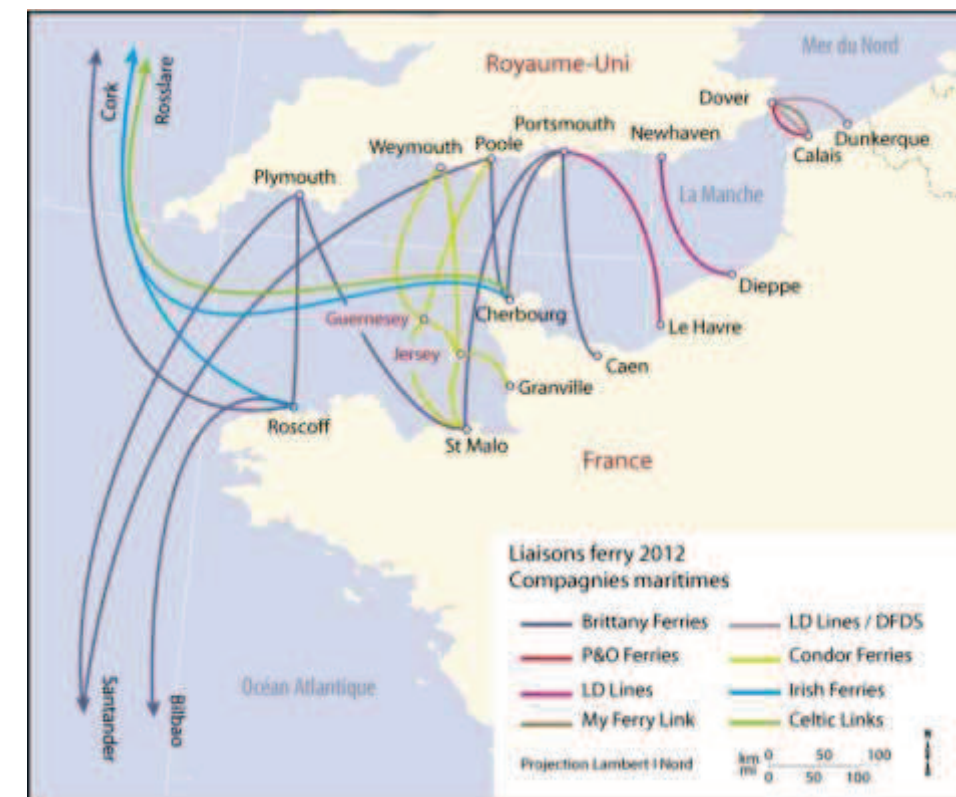 Mer du Nord
Royaume-Uni
Cork
Rosslare
Dover
Portsmouth
Newhaven
Dunkerque
Weymouth
Poole
Calais
Plymouth
La Manche
Dieppe
Guernesey
Cherbourg
Le Havre
Jersey
Caen
Granville
Roscoff
St Malo
France
Liaisons ferry 2012
Compagnies maritimes
Brittany Ferries
LD Lines / DFDS
P&O Ferries
Condor Ferries
LD Lines
Irish Ferries
My Ferry Link
Celtic Links
Santander
Bilbao
Océan Atlantique
Projection Lambert I Nord
km 0 50 100
mi 0 50 100